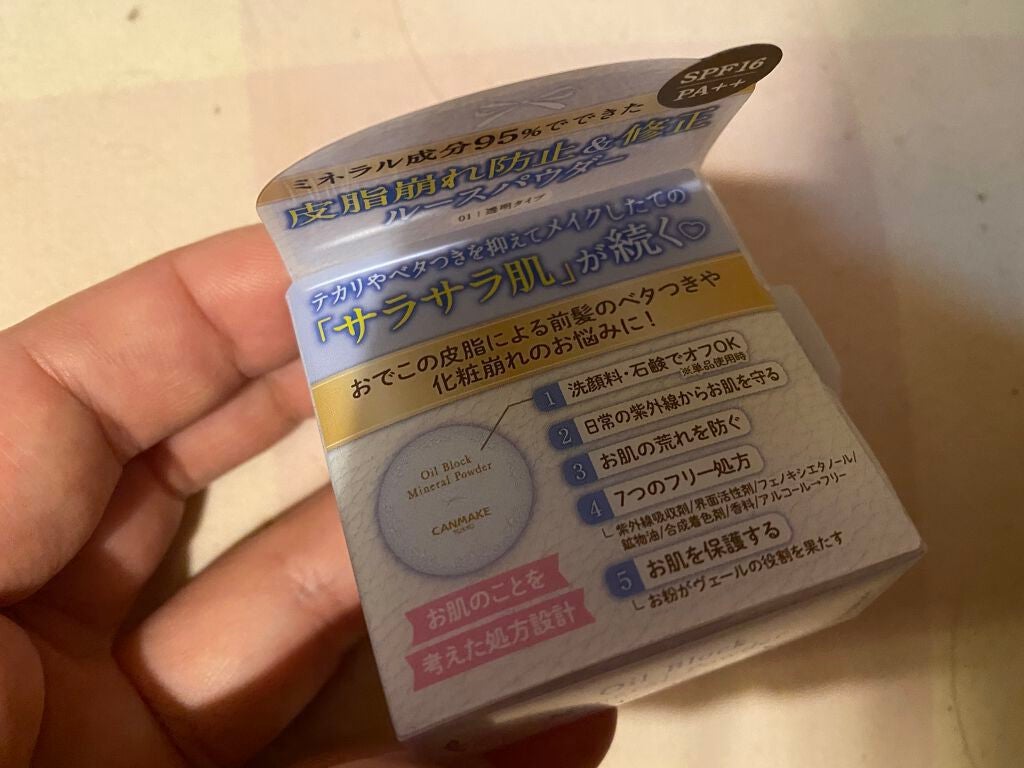 SPF16
PA++
ミネラル成分95%でできた
皮脂崩れ防止&修正
ルースパウダー
01|透明タイプ
テカリやベタつきを抑えてメイクしたての
「サラサラ肌」が続く♡
おでこの皮脂による前髪のベタつきや
化粧崩れのお悩みに!
1 洗顔料・石鹸でオフOK
※単品使用時
2 日常の紫外線からお肌を守る
3 お肌の荒れを防ぐ
4 7つのフリー処方
紫外線吸収剤/界面活性剤/フェノキシエタノール/
鉱物油/合成着色剤/香料/アルコール→フリー
5 お肌を保護する
お粉がヴェールの役割を果たす
Oil Block
Mineral Powder
CANMAKE
TOKYO
お肌のことを
考えた処方設計
Oil Block